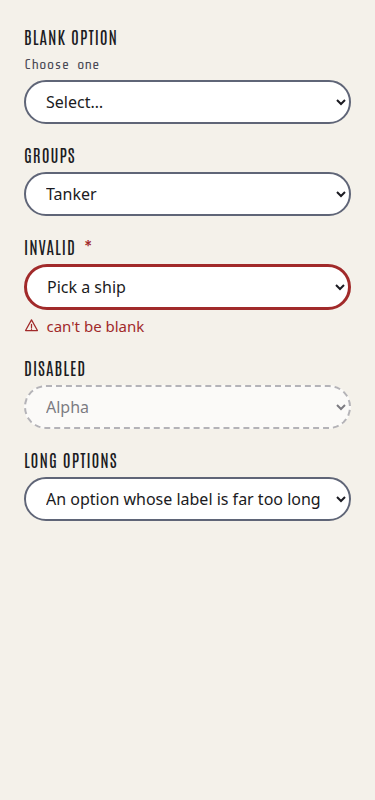 BLANK OPTION
Choose one
Select...
GROUPS
Tanker
INVALID *
Pick a ship
can't be blank
DISABLED
Alpha
LONG OPTIONS
An option whose label is far too long